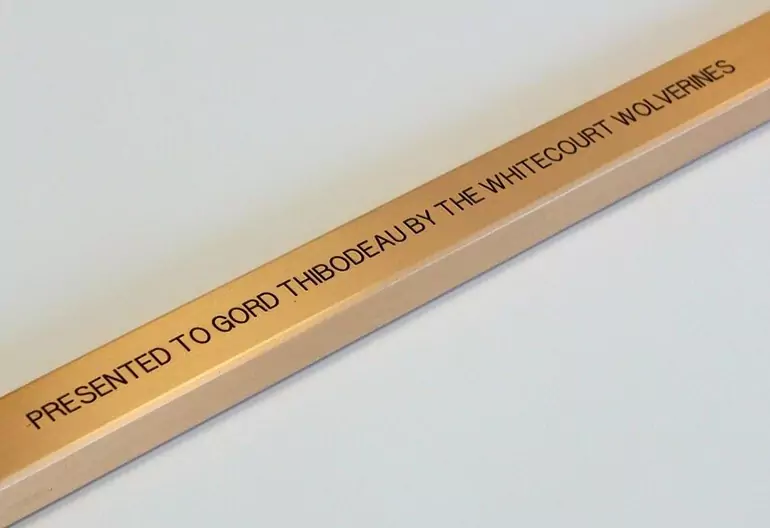 PRESENTED TO GORD THIBODEAU BY THE WHITECOURT WOLVERINES